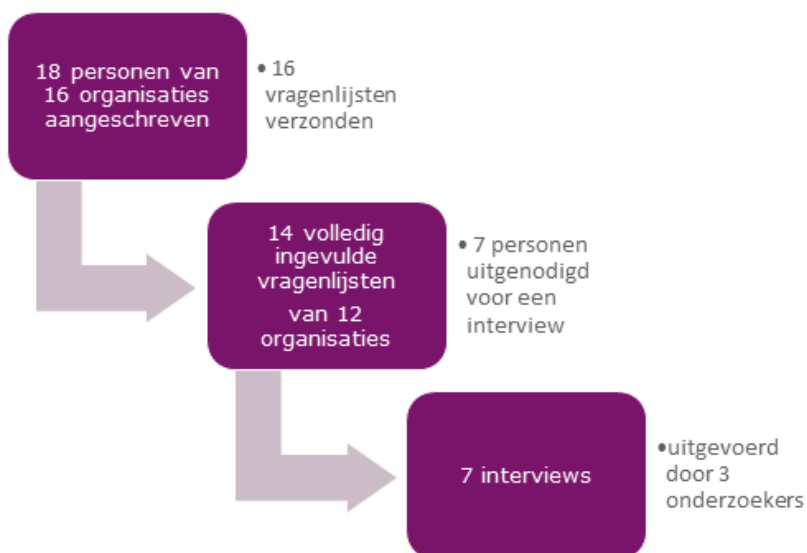 18 personen van
16 organisaties
aangeschreven
• 16
vragenlijsten
verzonden
14 volledig
ingevulde
vragenlijsten
van 12
organisaties
• 7 personen
uitgenodigd
voor een
interview
7 interviews
•uitgevoerd
door 3
onderzoekers